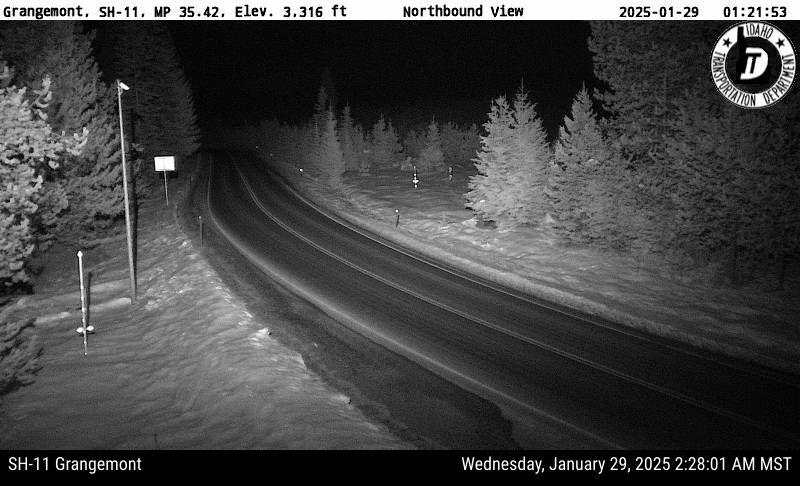 Grangemont, SH-11, MP 35.42, Elev. 3,316 ft Northbound View 2025-01-29 01:21:53
IDAHO
TRANSPORTATION DEPARTMENT
SH-11 Grangemont Wednesday, January 29, 2025 2:28:01 AM MST